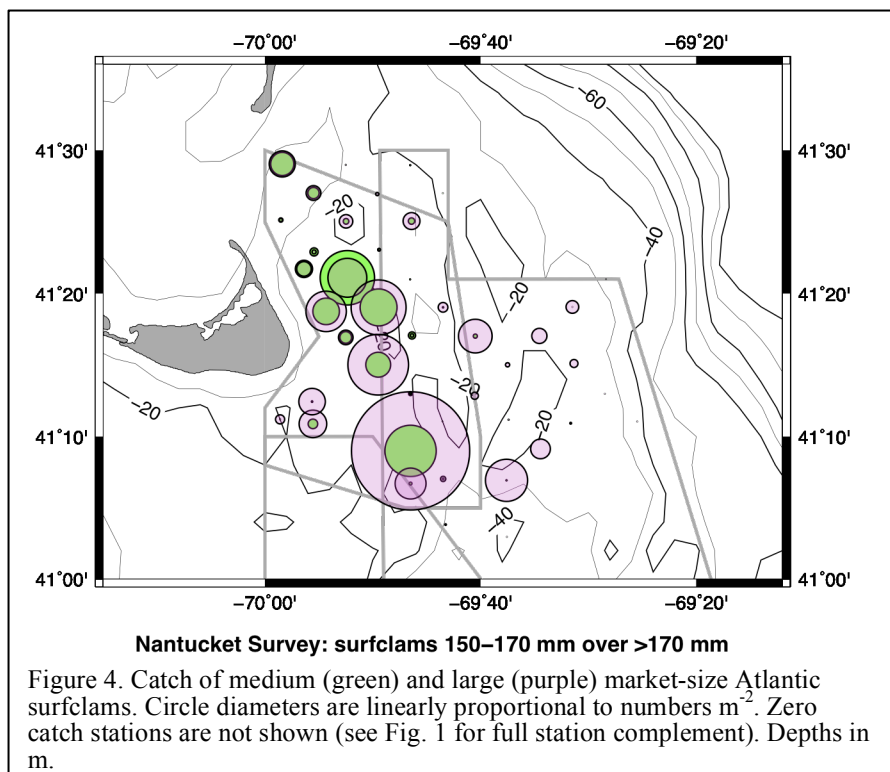 −70°00' −69°40' −69°20'
−60
41°30' 41°30'
−20
−40
41°20' 41°20'
−20
−20
−20
−20
41°10' 41°10'
−40
41°00' 41°00'
−70°00' −69°40' −69°20'
Nantucket Survey: surfclams 150−170 mm over >170 mm
Figure 4. Catch of medium (green) and large (purple) market-size Atlantic
surfclams. Circle diameters are linearly proportional to numbers m-2. Zero
catch stations are not shown (see Fig. 1 for full station complement). Depths in
m.